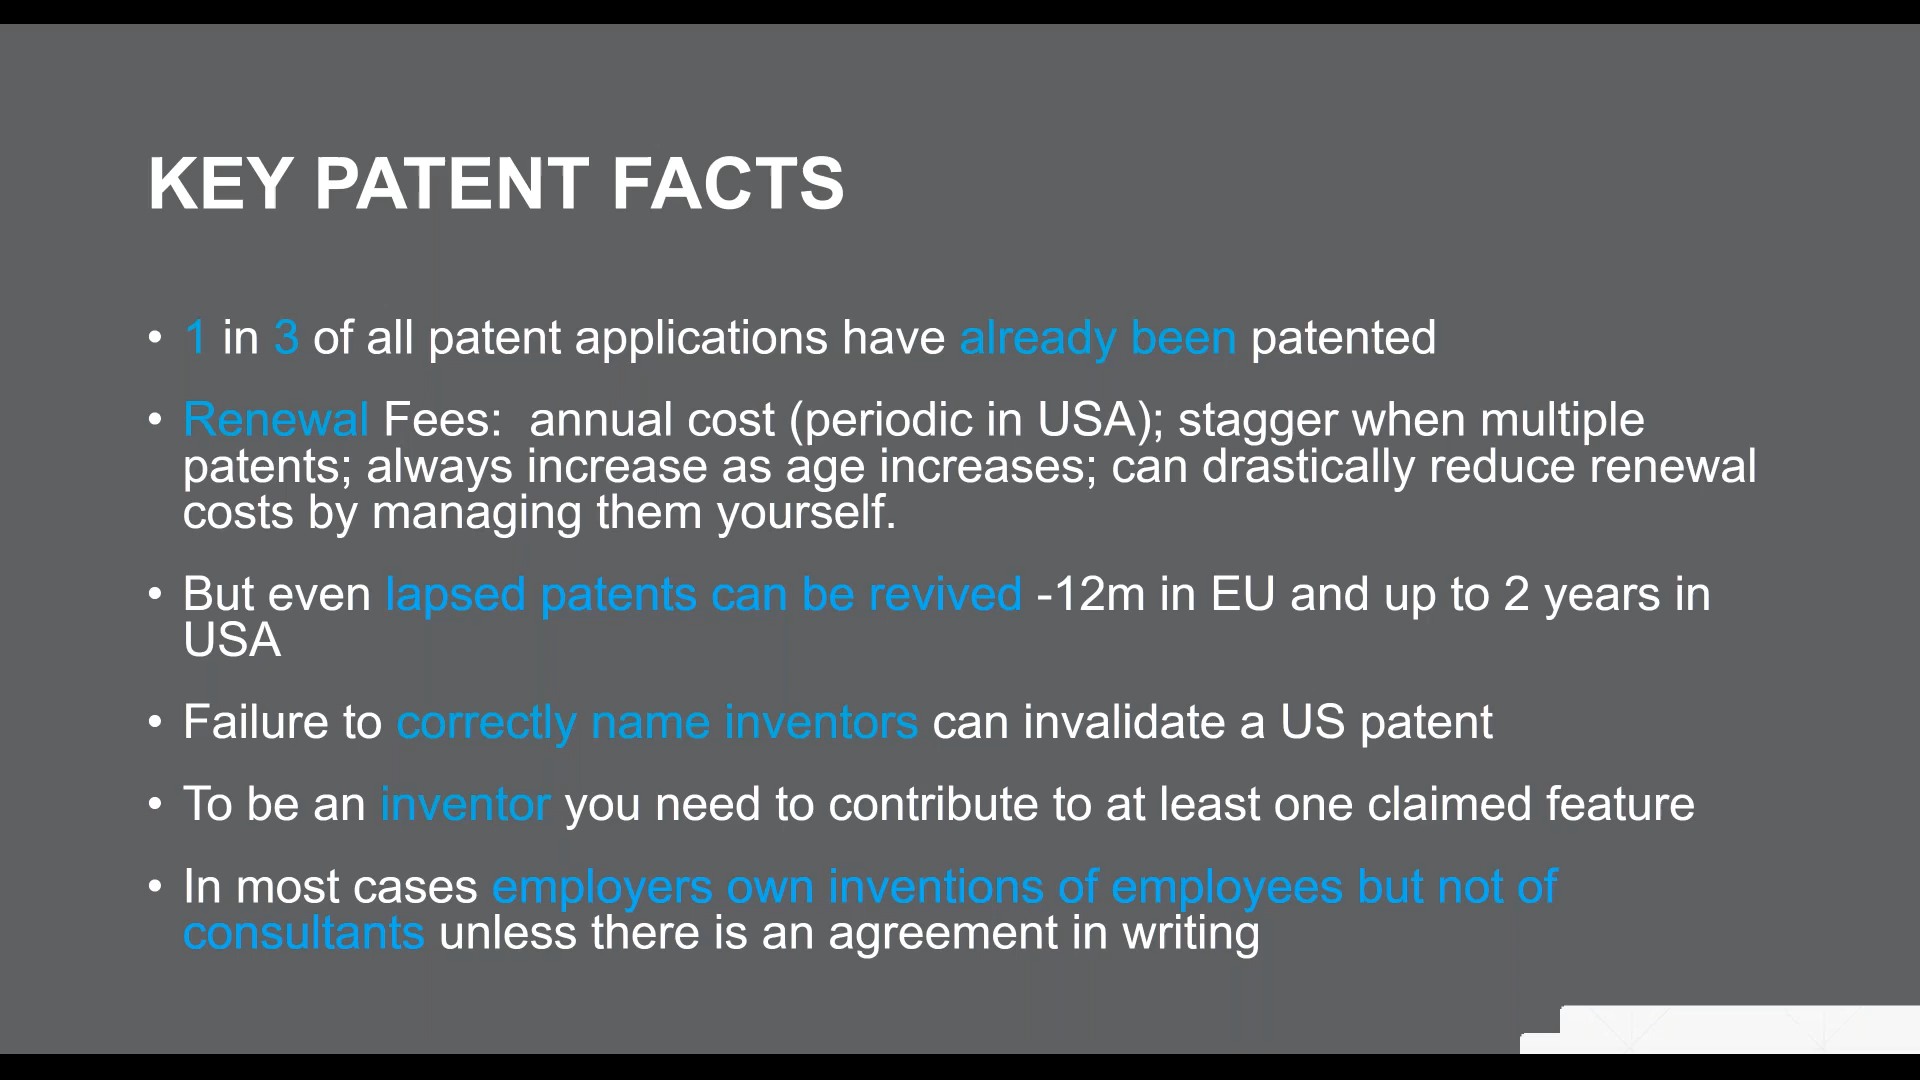 KEY PATENT FACTS
• 1 in 3 of all patent applications have already been patented
• Renewal Fees:  annual cost (periodic in USA); stagger when multiple
patents; always increase as age increases; can drastically reduce renewal
costs by managing them yourself.
• But even lapsed patents can be revived -12m in EU and up to 2 years in
USA
• Failure to correctly name inventors can invalidate a US patent
• To be an inventor you need to contribute to at least one claimed feature
• In most cases employers own inventions of employees but not of
consultants unless there is an agreement in writing